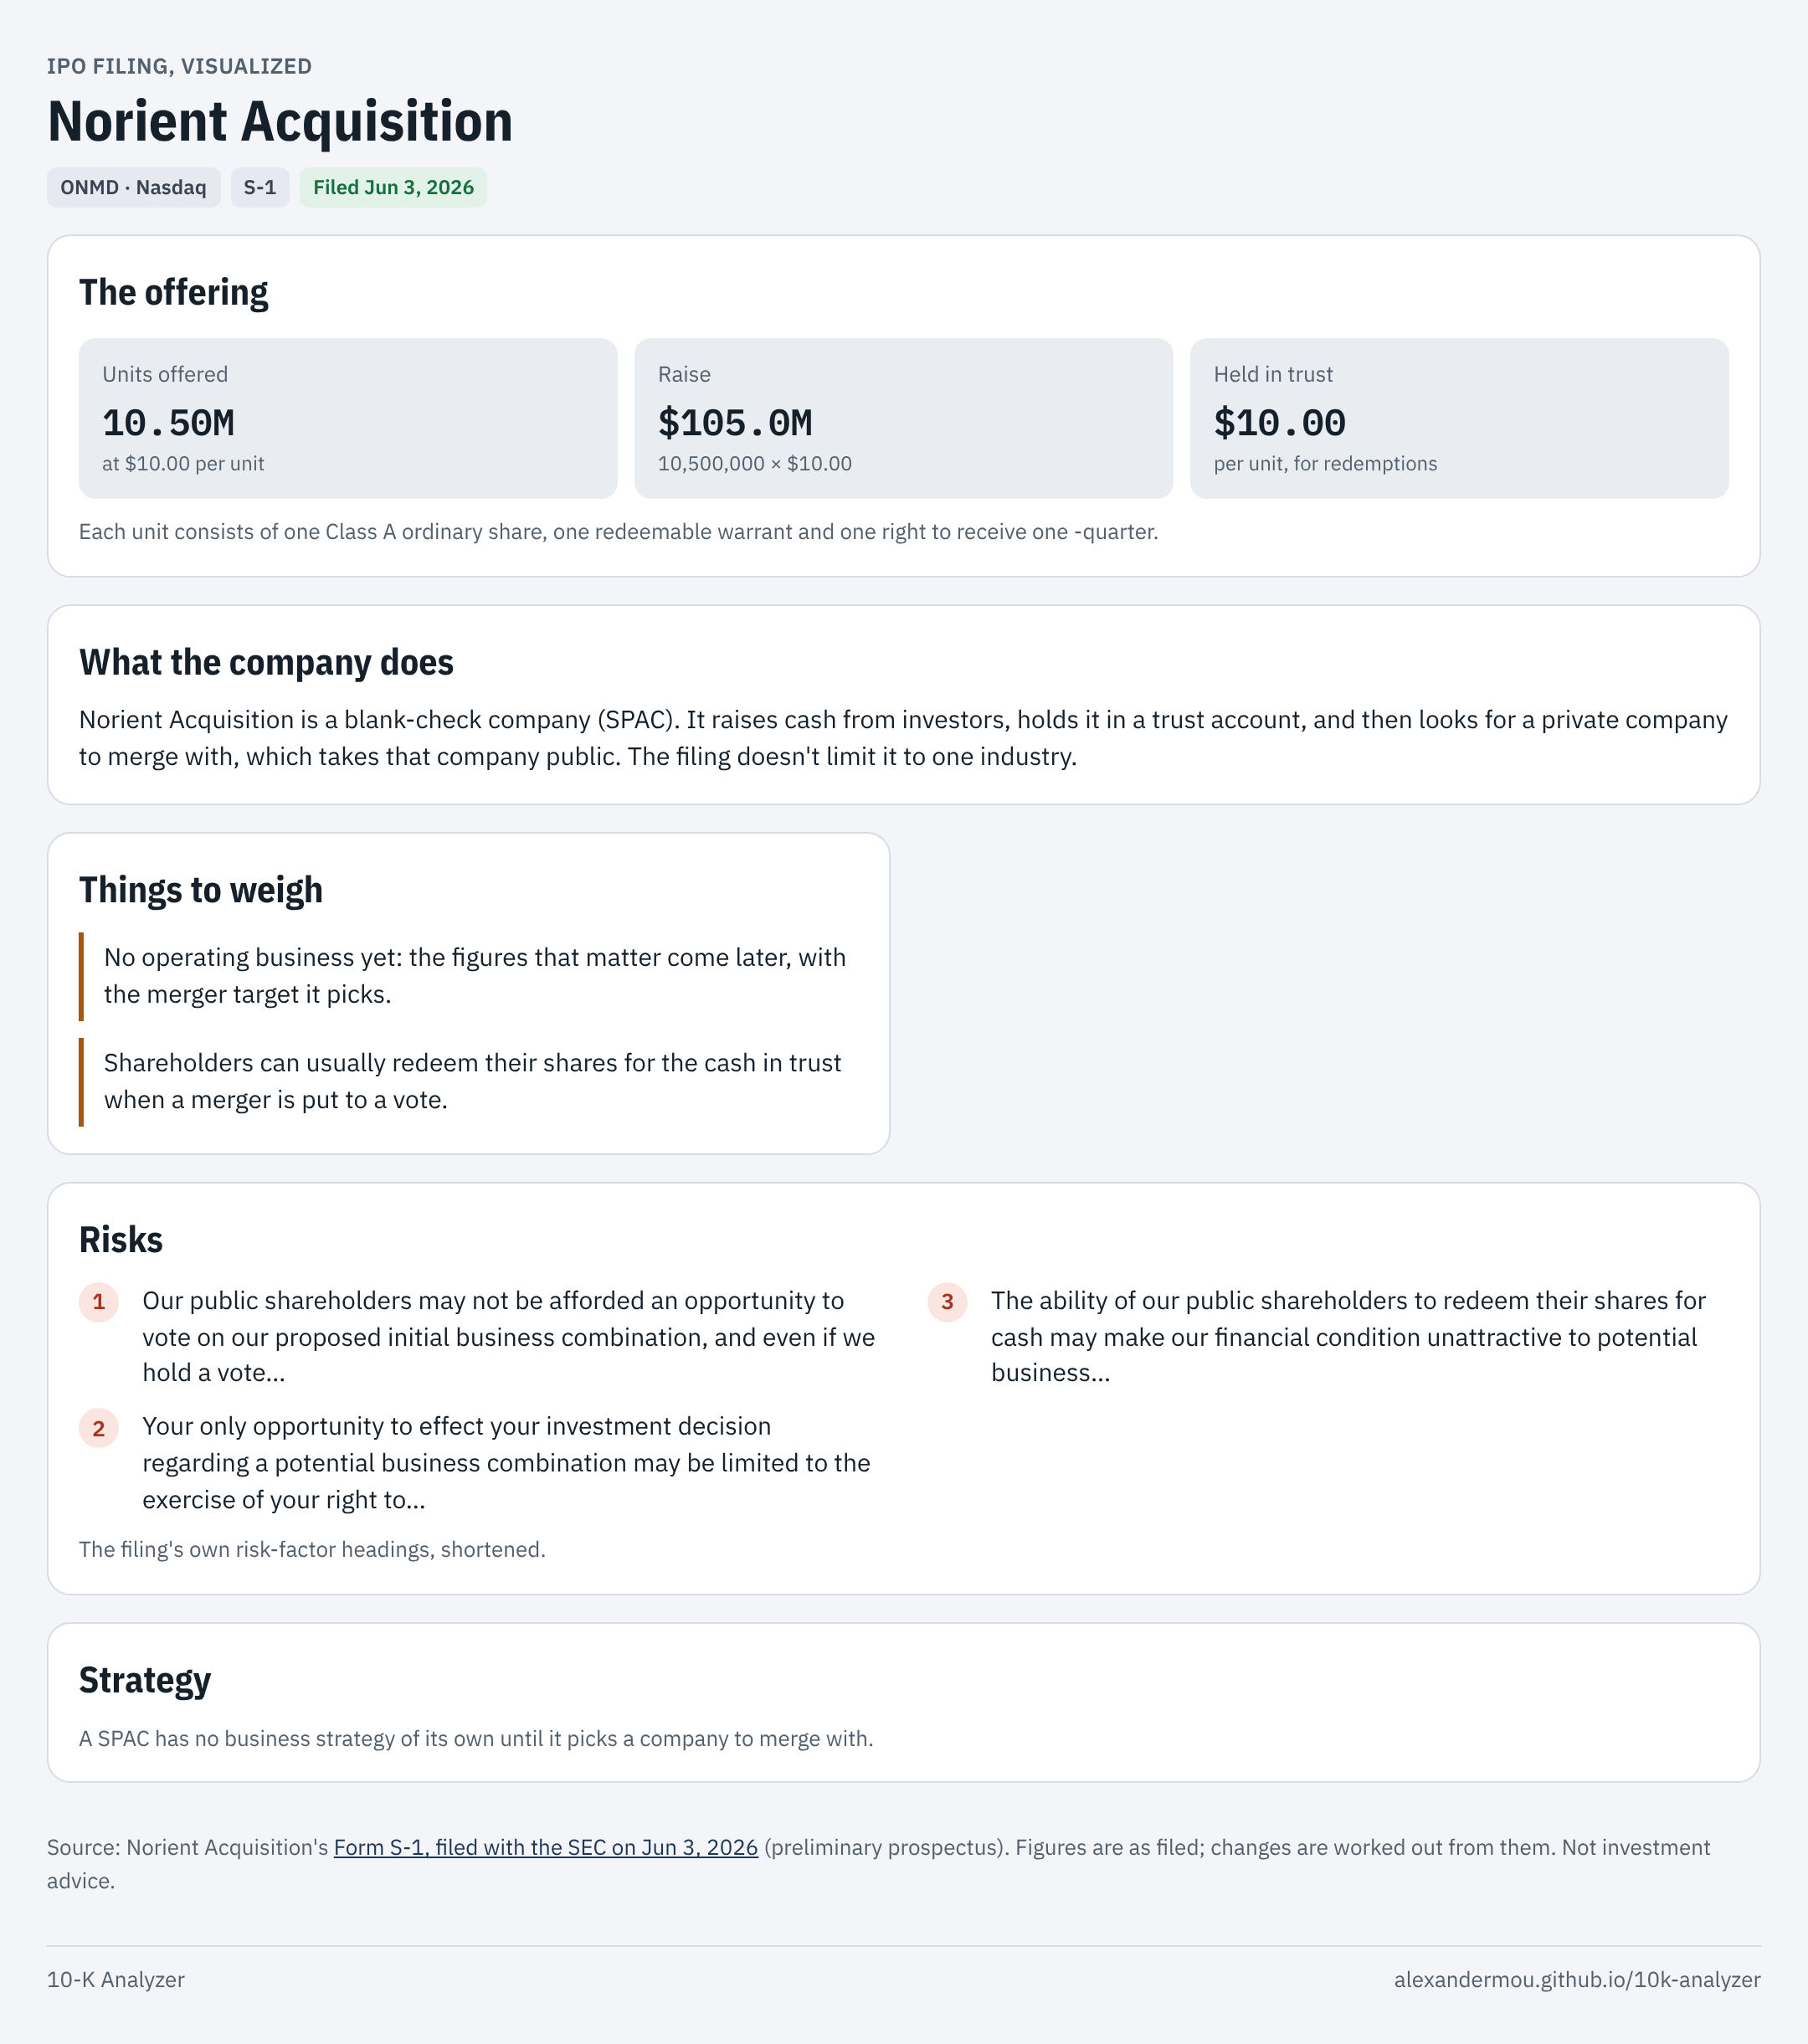 IPO FILING, VISUALIZED
Norient Acquisition
ONMD · Nasdaq
S-1
Filed Jun 3, 2026
The offering
Units offered
10.50M
at $10.00 per unit
Raise
$105.0M
10,500,000 × $10.00
Held in trust
$10.00
per unit, for redemptions
Each unit consists of one Class A ordinary share, one redeemable warrant and one right to receive one -quarter.
What the company does
Norient Acquisition is a blank-check company (SPAC). It raises cash from investors, holds it in a trust account, and then looks for a private company
to merge with, which takes that company public. The filing doesn't limit it to one industry.
Things to weigh
No operating business yet: the figures that matter come later, with
the merger target it picks.
Shareholders can usually redeem their shares for the cash in trust
when a merger is put to a vote.
Risks
1
Our public shareholders may not be afforded an opportunity to
vote on our proposed initial business combination, and even if we
hold a vote...
2
Your only opportunity to effect your investment decision
regarding a potential business combination may be limited to the
exercise of your right to...
3
The ability of our public shareholders to redeem their shares for
cash may make our financial condition unattractive to potential
business...
The filing's own risk-factor headings, shortened.
Strategy
A SPAC has no business strategy of its own until it picks a company to merge with.
Source: Norient Acquisition's Form S-1, filed with the SEC on Jun 3, 2026 (preliminary prospectus). Figures are as filed; changes are worked out from them. Not investment
advice.
10-K Analyzer
alexandermou.github.io/10k-analyzer